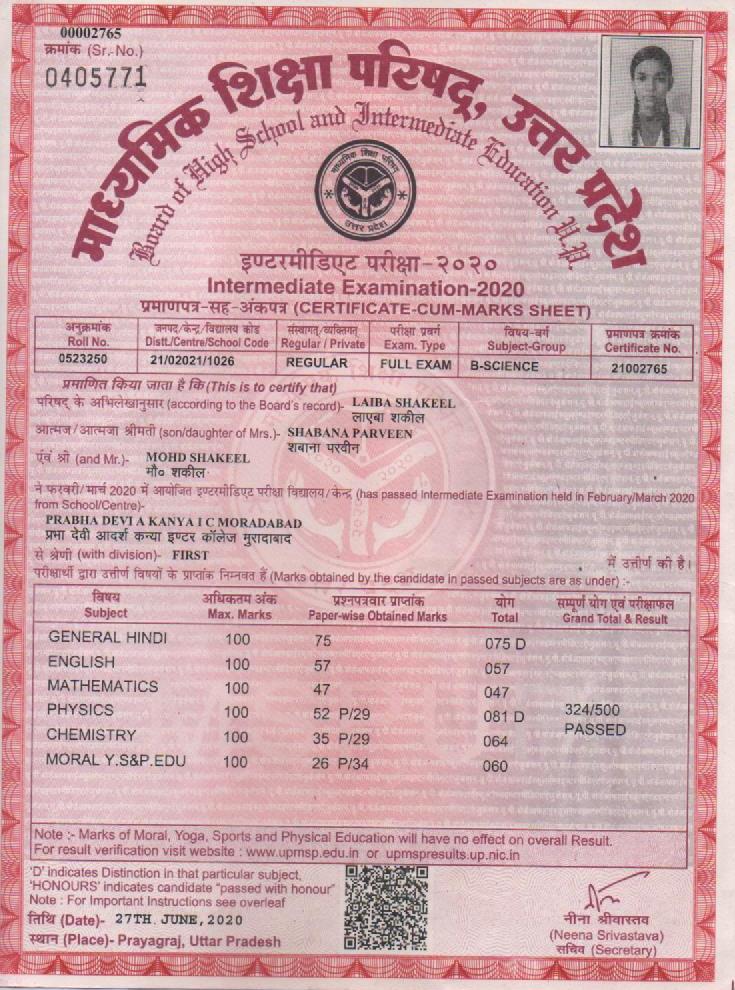 00002765
क्रमांक (Sr.-No.)
0405771
माध्यमिक शिक्षा परिषद्, उत्तर प्रदेश
Board of High School and Intermediate Education U.P.
माध्यमिक शिक्षा परिषद
उत्तर प्रदेश
इण्टरमीडिएट परीक्षा-२०२०
Intermediate Examination-2020
प्रमाणपत्र-सह-अंकपत्र (CERTIFICATE-CUM-MARKS SHEET)
अनुक्रमांक जनपद/केन्द्र/विद्यालय कोड संस्थागत/व्यक्तिगत् परीक्षा प्रवर्ग विषय-वर्ग प्रमाणपत्र क्रमांक
Roll No. Distt./Centre/School Code Regular / Private Exam. Type Subject-Group Certificate No.
0523250 21/02021/1026 REGULAR FULL EXAM B-SCIENCE 21002765
प्रमाणित किया जाता है कि (This is to certify that)
परिषद् के अभिलेखानुसार (according to the Board's record)- LAIBA SHAKEEL
लाएबा शकील
आत्मज/आत्मजा श्रीमती (son/daughter of Mrs.)- SHABANA PARVEEN
शबाना परवीन
एंव श्री (and Mr.)- MOHD SHAKEEL
मौ० शकील
ने फरवरी/मार्च 2020 में आयोजित इण्टरमीडिएट परीक्षा विद्यालय/केन्द्र (has passed Intermediate Examination held in February/March 2020
from School/Centre)-
PRABHA DEVI A KANYA I C MORADABAD
प्रभा देवी आदर्श कन्या इण्टर कॉलेज मुरादाबाद
से श्रेणी (with division)- FIRST में उत्तीर्ण की है।
परीक्षार्थी द्वारा उत्तीर्ण विषयों के प्राप्तांक निम्नवत हैं (Marks obtained by the candidate in passed subjects are as under) :-
विषय अधिकतम अंक प्रश्नपत्रवार प्राप्तांक योग सम्पूर्ण योग एवं परीक्षाफल
Subject Max. Marks Paper-wise Obtained Marks Total Grand Total & Result
GENERAL HINDI 100 75 075 D
ENGLISH 100 57 057
MATHEMATICS 100 47 047
PHYSICS 100 52 P/29 081 D 324/500
CHEMISTRY 100 35 P/29 064 PASSED
MORAL Y.S&P.EDU 100 26 P/34 060
Note :- Marks of Moral, Yoga, Sports and Physical Education will have no effect on overall Result.
For result verification visit website : www.upmsp.edu.in or upmspresults.up.nic.in
'D' indicates Distinction in that particular subject,
'HONOURS' indicates candidate "passed with honour"
Note : For Important Instructions see overleaf
तिथि (Date)- 27TH JUNE,2020
स्थान (Place)- Prayagraj, Uttar Pradesh
नीना श्रीवास्तव
(Neena Srivastava)
सचिव (Secretary)